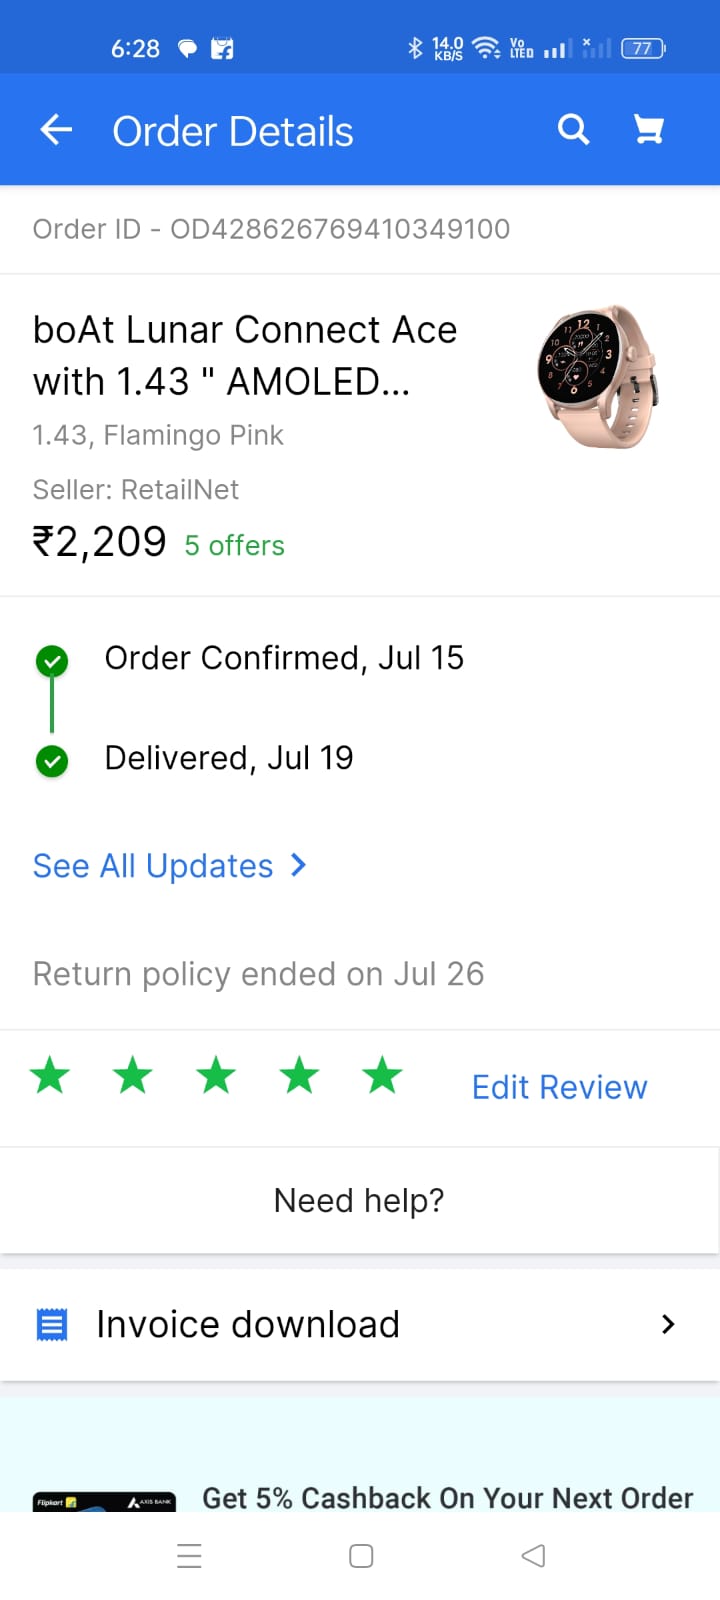 6:28
14.0
KB/S
Vo
LTED
77
Order Details
Order ID - OD428626769410349100
boAt Lunar Connect Ace
with 1.43 " AMOLED...
1.43, Flamingo Pink
Seller: RetailNet
₹2,209 5 offers
Order Confirmed, Jul 15
Delivered, Jul 19
See All Updates
Return policy ended on Jul 26
Edit Review
Need help?
Invoice download
Flipkart
AXIS BANK
Get 5% Cashback On Your Next Order